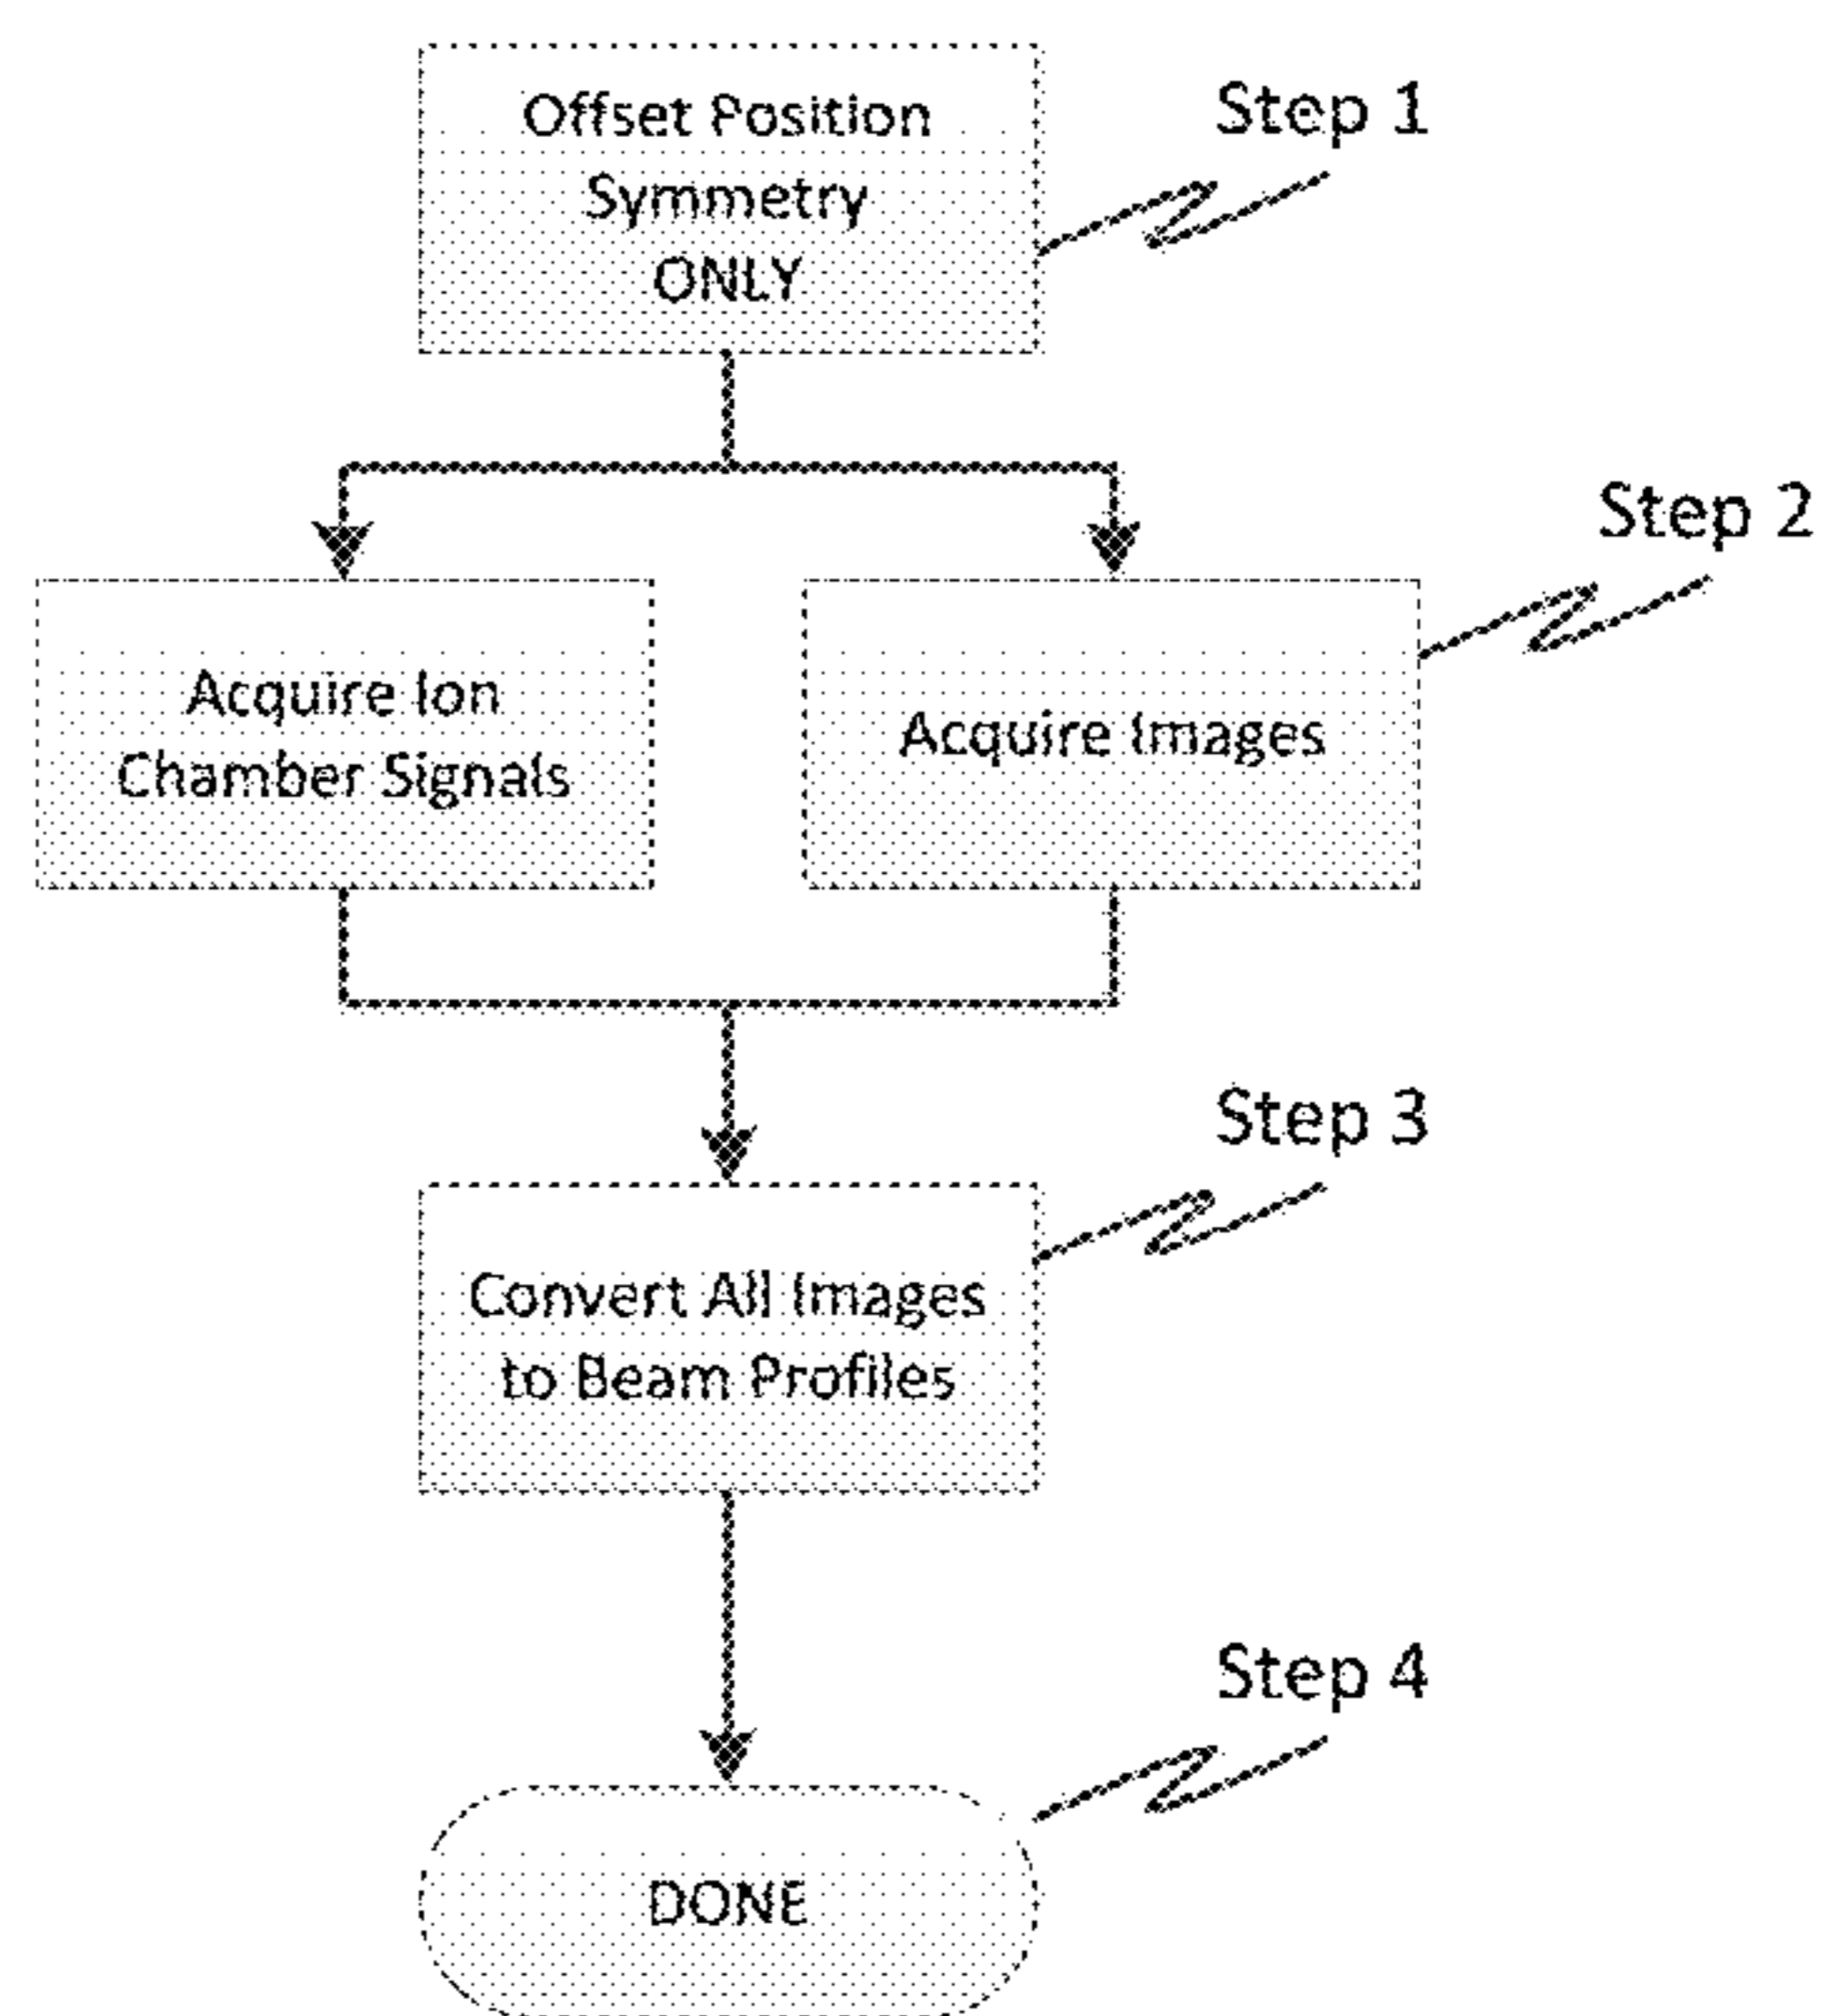 Offset Position
Symmetry
ONLY
Step 1
Step 2
Acquire Ion
Chamber Signals
Acquire Images
Step 3
Convert All Images
to Beam Profiles
Step 4
DONE